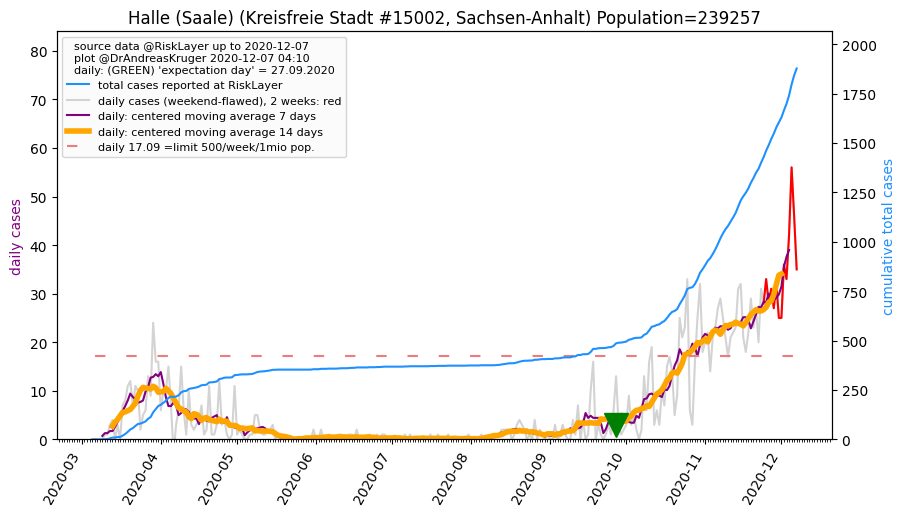 Halle (Saale) (Kreisfreie Stadt #15002, Sachsen-Anhalt) Population=239257
source data @RiskLayer up to 2020-12-07
plot @DrAndreasKruger 2020-12-07 04:10
daily: (GREEN) 'expectation day' = 27.09.2020
total cases reported at RiskLayer
daily cases (weekend-flawed), 2 weeks: red
daily: centered moving average 7 days
daily: centered moving average 14 days
daily 17.09 =limit 500/week/1mio pop.
daily cases
80
70
60
50
40
30
20
10
0
cumulative total cases
2000
1750
1500
1250
1000
750
500
250
0
2020-03
2020-04
2020-05
2020-06
2020-07
2020-08
2020-09
2020-10
2020-11
2020-12